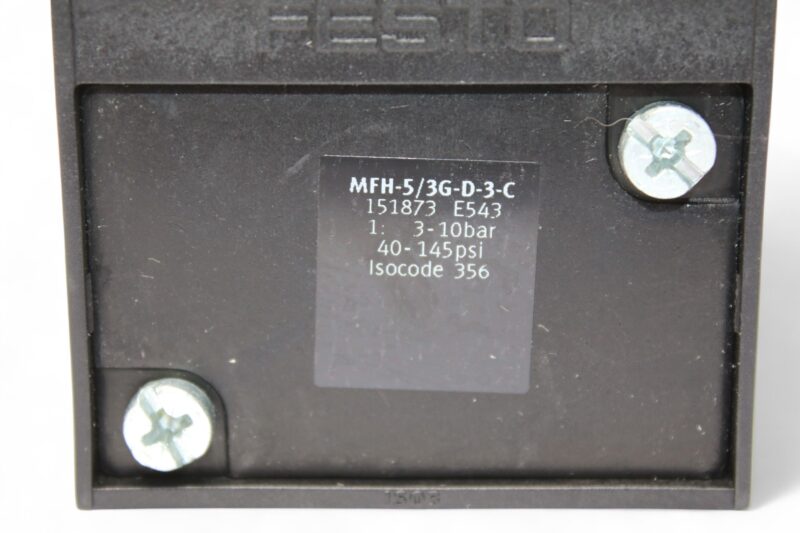 FESTO
MFH-5/3G-D-3-C
151873 E543
1: 3-10bar
40-145psi
Isocode 356